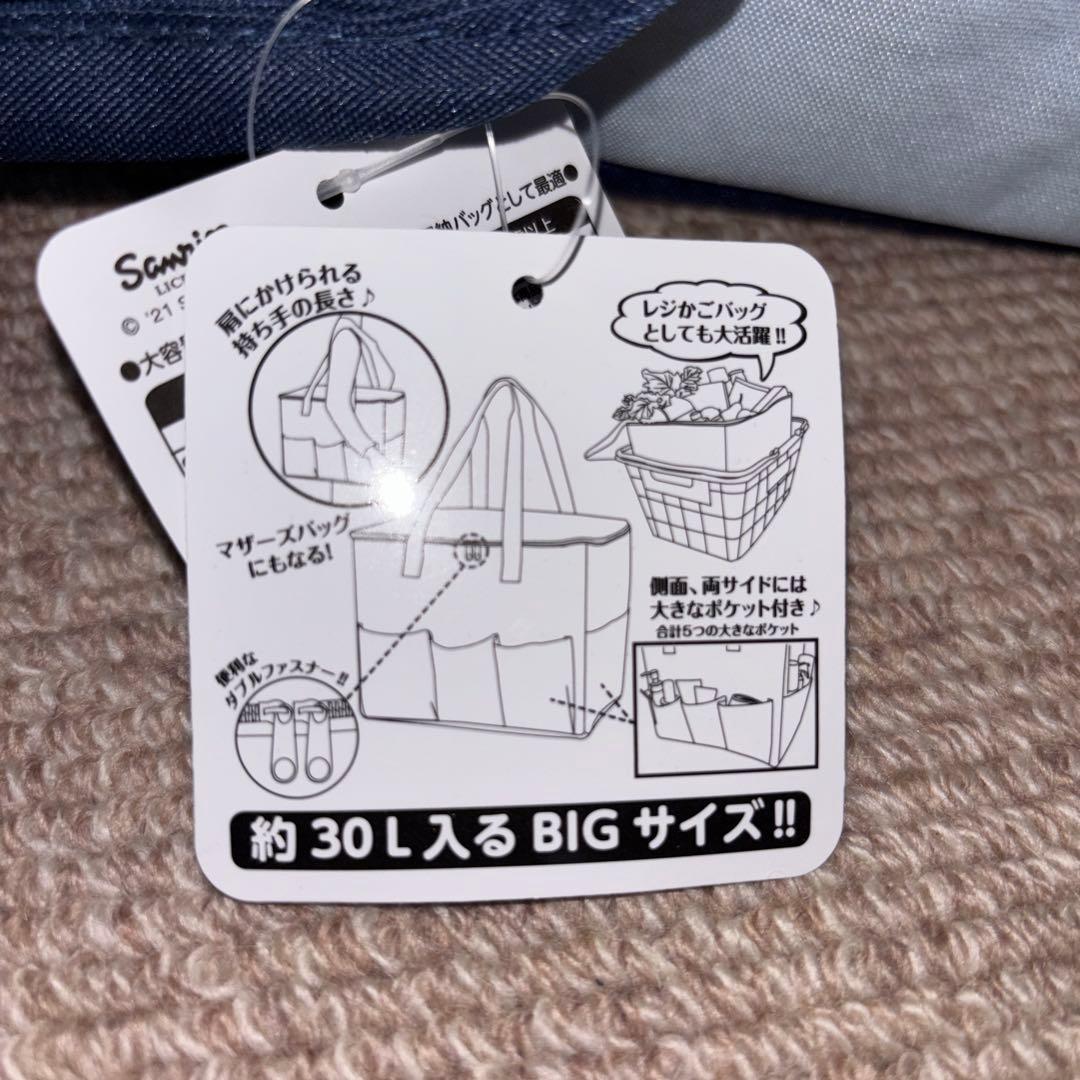 納バッグとして最適●
以上
Sanrio
LIC
© '21 S
●大容
肩にかけられる
持ち手の長さ♪
レジかごバッグ
としても大活躍!!
マザーズバッグ
にもなる!
側面、両サイドには
大きなポケット付き♪
合計5つの大きなポケット
便利な
ダブルファスナー!!
約30L入るBIGサイズ!!